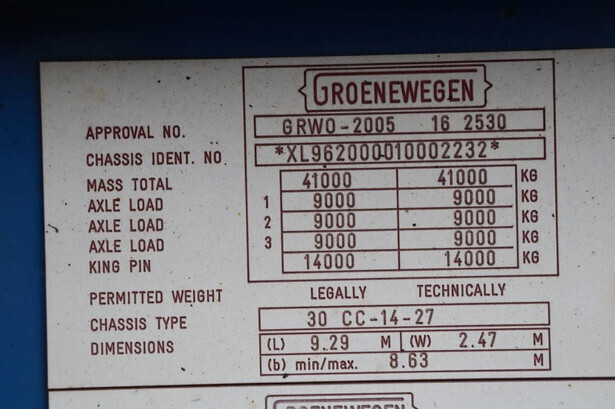 GROENEWEGEN
APPROVAL NO. GRWO-2005 16 2530
CHASSIS IDENT. NO *XL962000010002232*
MASS TOTAL 41000 41000 KG
AXLE LOAD 1 9000 9000 KG
AXLE LOAD 2 9000 9000 KG
AXLE LOAD 3 9000 9000 KG
KING PIN 14000 14000 KG
PERMITTED WEIGHT LEGALLY TECHNICALLY
CHASSIS TYPE 30 CC-14-27
DIMENSIONS (L) 9.29 M (W) 2.47 M
(b) min/max. 8.63 M
GROENEWEGEN